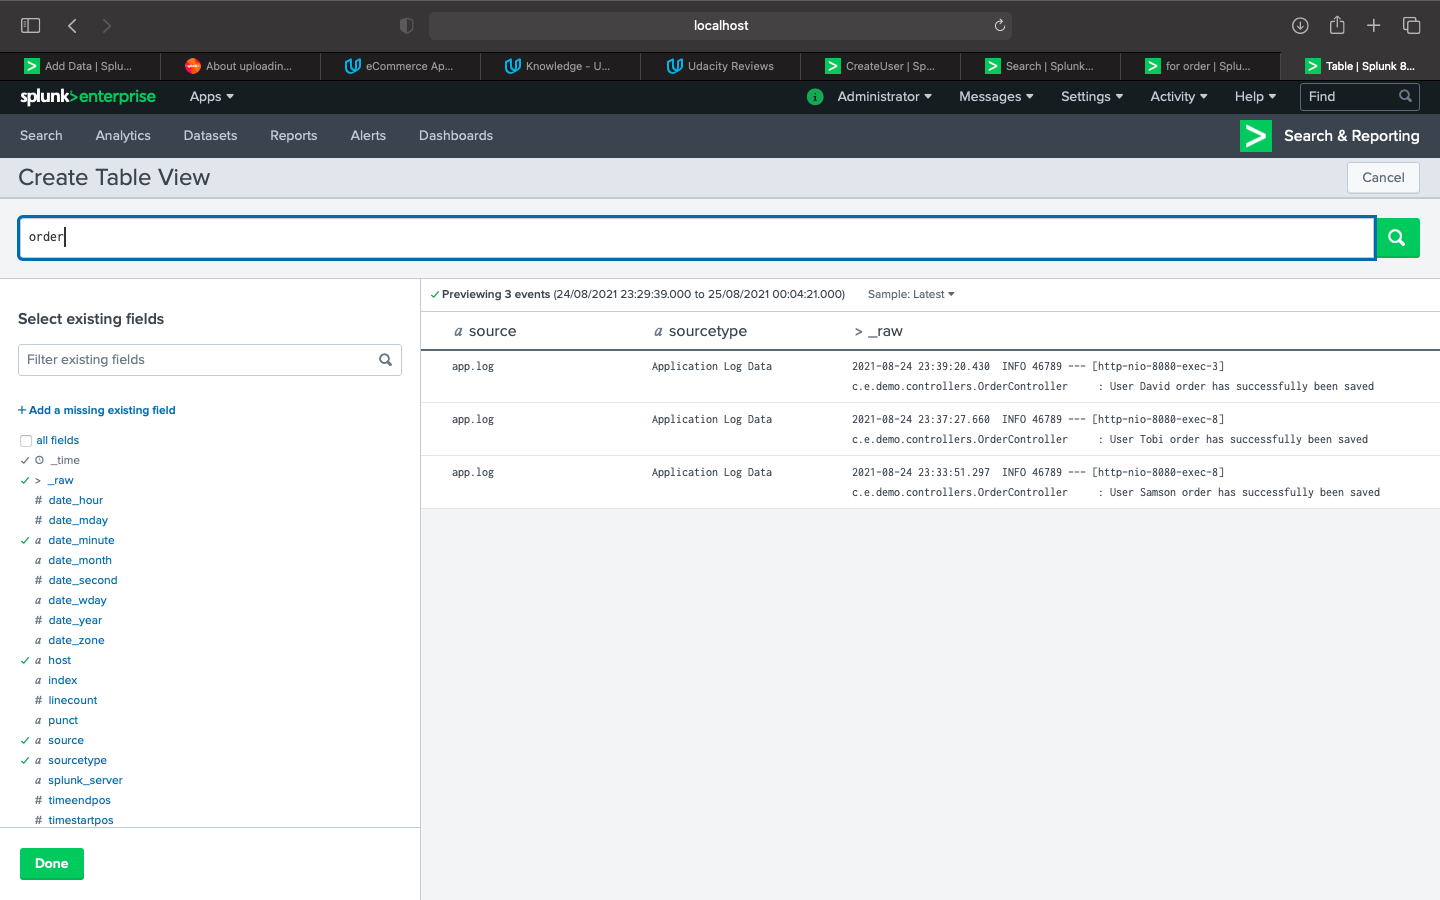 localhost
Add Data | Splu...
About uploadin...
eCommerce Ap...
Knowledge - U...
Udacity Reviews
CreateUser | Sp...
Search | Splunk...
for order | Splu...
Table | Splunk 8...
splunk>enterprise
Apps
Administrator
Messages
Settings
Activity
Help
Find
Search
Analytics
Datasets
Reports
Alerts
Dashboards
Search & Reporting
Create Table View
Cancel
order
Select existing fields
Filter existing fields
+ Add a missing existing field
all fields
_time
> _raw
# date_hour
# date_mday
a date_minute
a date_month
# date_second
a date_wday
# date_year
a date_zone
a host
a index
# linecount
a punct
a source
a sourcetype
a splunk_server
# timeendpos
# timestartpos
Done
Previewing 3 events (24/08/2021 23:29:39.000 to 25/08/2021 00:04:21.000)
Sample: Latest
a source
a sourcetype
> _raw
app.log
Application Log Data
2021-08-24 23:39:20.430 INFO 46789 --- [http-nio-8080-exec-3]
c.e.demo.controllers.OrderController : User David order has successfully been saved
app.log
Application Log Data
2021-08-24 23:37:27.660 INFO 46789 --- [http-nio-8080-exec-8]
c.e.demo.controllers.OrderController : User Tobi order has successfully been saved
app.log
Application Log Data
2021-08-24 23:33:51.297 INFO 46789 --- [http-nio-8080-exec-8]
c.e.demo.controllers.OrderController : User Samson order has successfully been saved